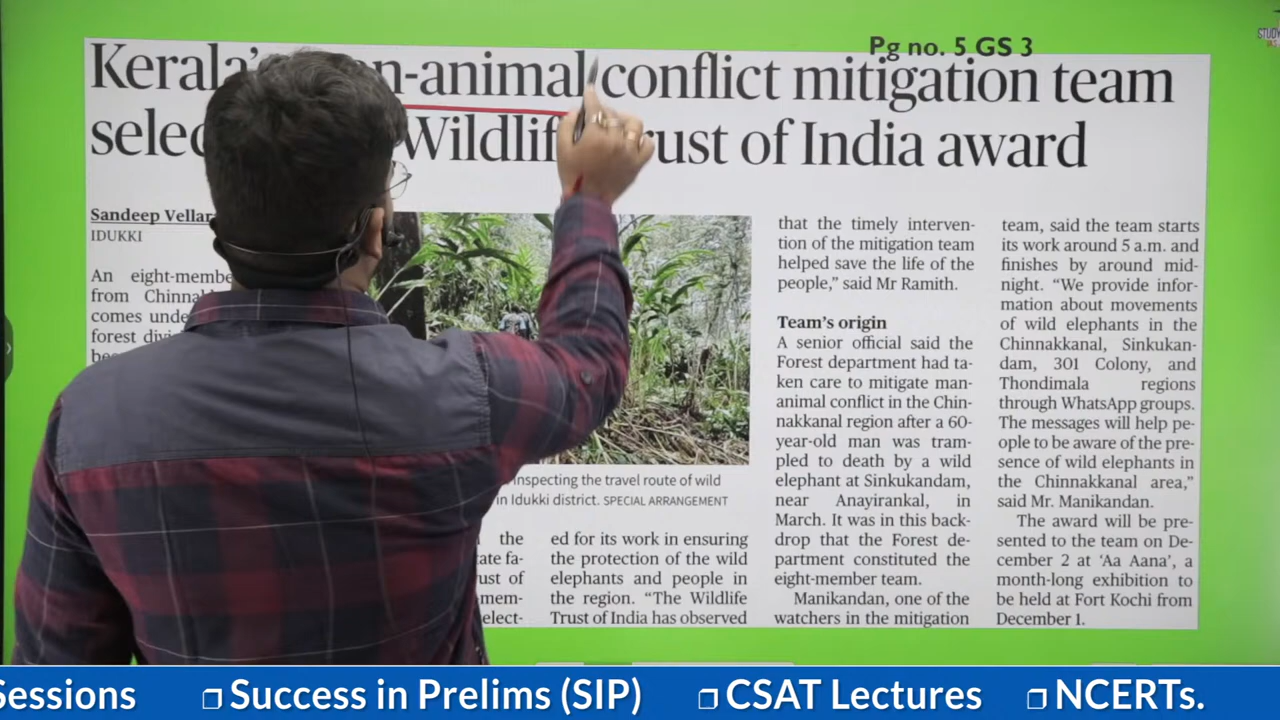 Pg no. 5 GS 3
STUDY
Kerala's n-animal conflict mitigation team
selec Wildlif rust of India award
Sandeep Vellar
IDUKKI
An eight-membe
from Chinnal
comes unde
forest divi
bee
inspecting the travel route of wild
in Idukki district. SPECIAL ARRANGEMENT
the
tate fa-
ust of
mem-
elect-
ed for its work in ensuring
the protection of the wild
elephants and people in
the region. “The Wildlife
Trust of India has observed
that the timely interven-
tion of the mitigation team
helped save the life of the
people,” said Mr Ramith.
Team's origin
A senior official said the
Forest department had ta-
ken care to mitigate man-
animal conflict in the Chin-
nakkanal region after a 60-
year-old man was tram-
pled to death by a wild
elephant at Sinkukandam,
near Anayirankal, in
March. It was in this back-
drop that the Forest de-
partment constituted the
eight-member team.
Manikandan, one of the
watchers in the mitigation
team, said the team starts
its work around 5 a.m. and
finishes by around mid-
night. “We provide infor-
mation about movements
of wild elephants in the
Chinnakkanal, Sinkukan-
dam, 301 Colony, and
Thondimala regions
through WhatsApp groups.
The messages will help pe-
ople to be aware of the pre-
sence of wild elephants in
the Chinnakkanal area,”
said Mr. Manikandan.
The award will be pre-
sented to the team on De-
cember 2 at ‘Aa Aana’, a
month-long exhibition to
be held at Fort Kochi from
December 1.
Sessions ❒ Success in Prelims (SIP) ❒ CSAT Lectures ❒ NCERTs.